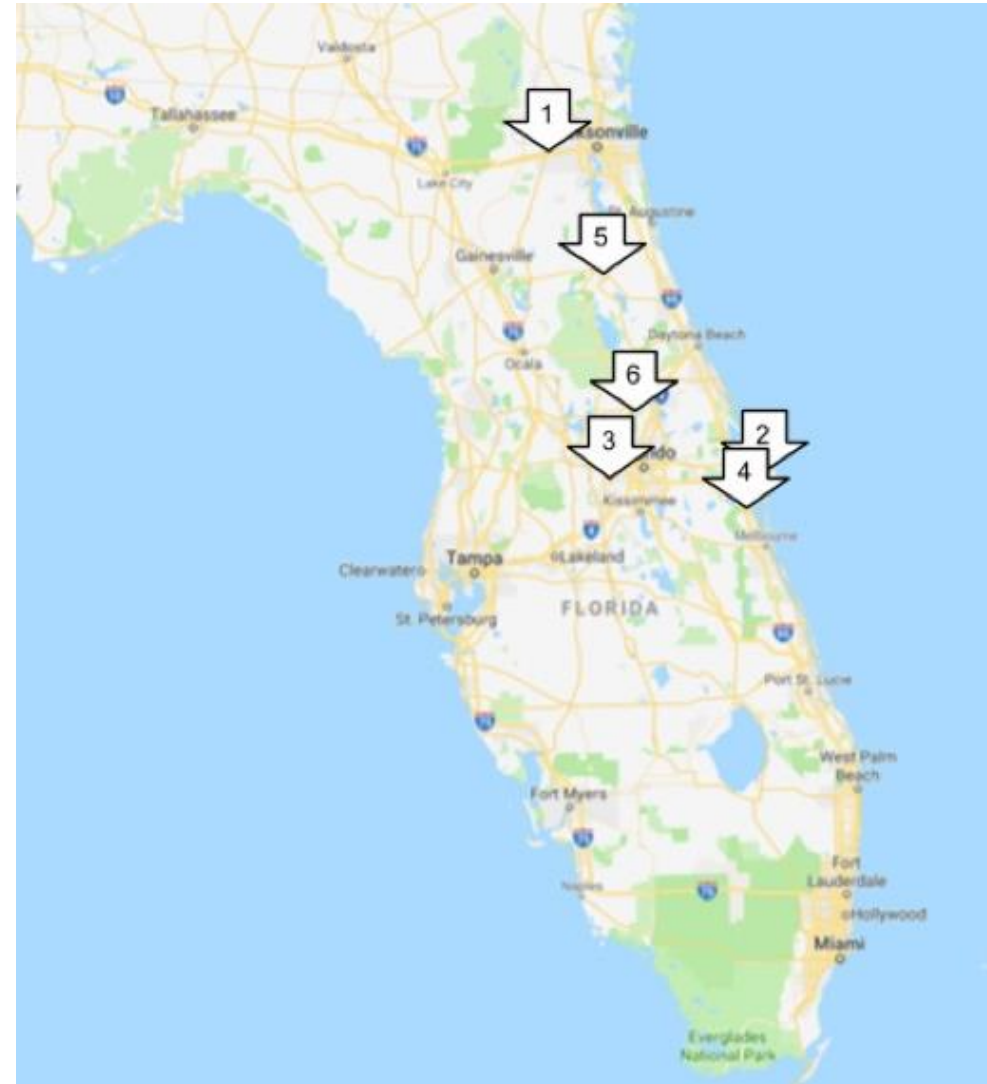 Valdosta
Tallahassee
1
ksonville
Lake City
St. Augustine
5
Gainesville
Daytona Beach
Ocala
6
3
2
ndo
4
Kissimmee
Melbourne
Tampa
Lakeland
Clearwater
FLORIDA
St. Petersburg
Port St. Lucie
West Palm
Beach
Fort Myers
Fort
Lauderdale
Naples
Hollywood
Miami
Everglades
National Park